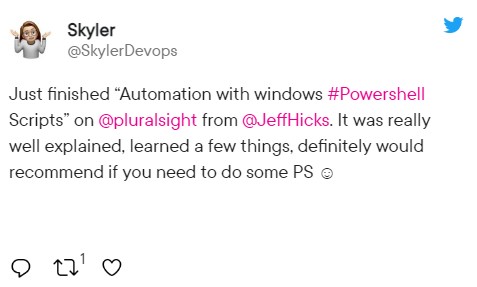 Skyler
@SkylerDevops
Just finished “Automation with windows #Powershell
Scripts” on @pluralsight from @JeffHicks. It was really
well explained, learned a few things, definitely would
recommend if you need to do some PS ☺
1